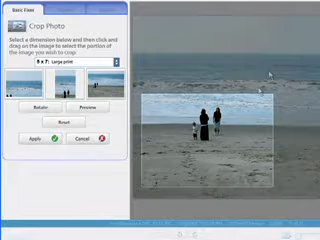 Basic Fixes
Crop Photo
Select a dimension below and then click and
drag on the image to select the portion of
the image you wish to crop
5 x 7: Large print
Rotate
Preview
Reset
Apply
Cancel